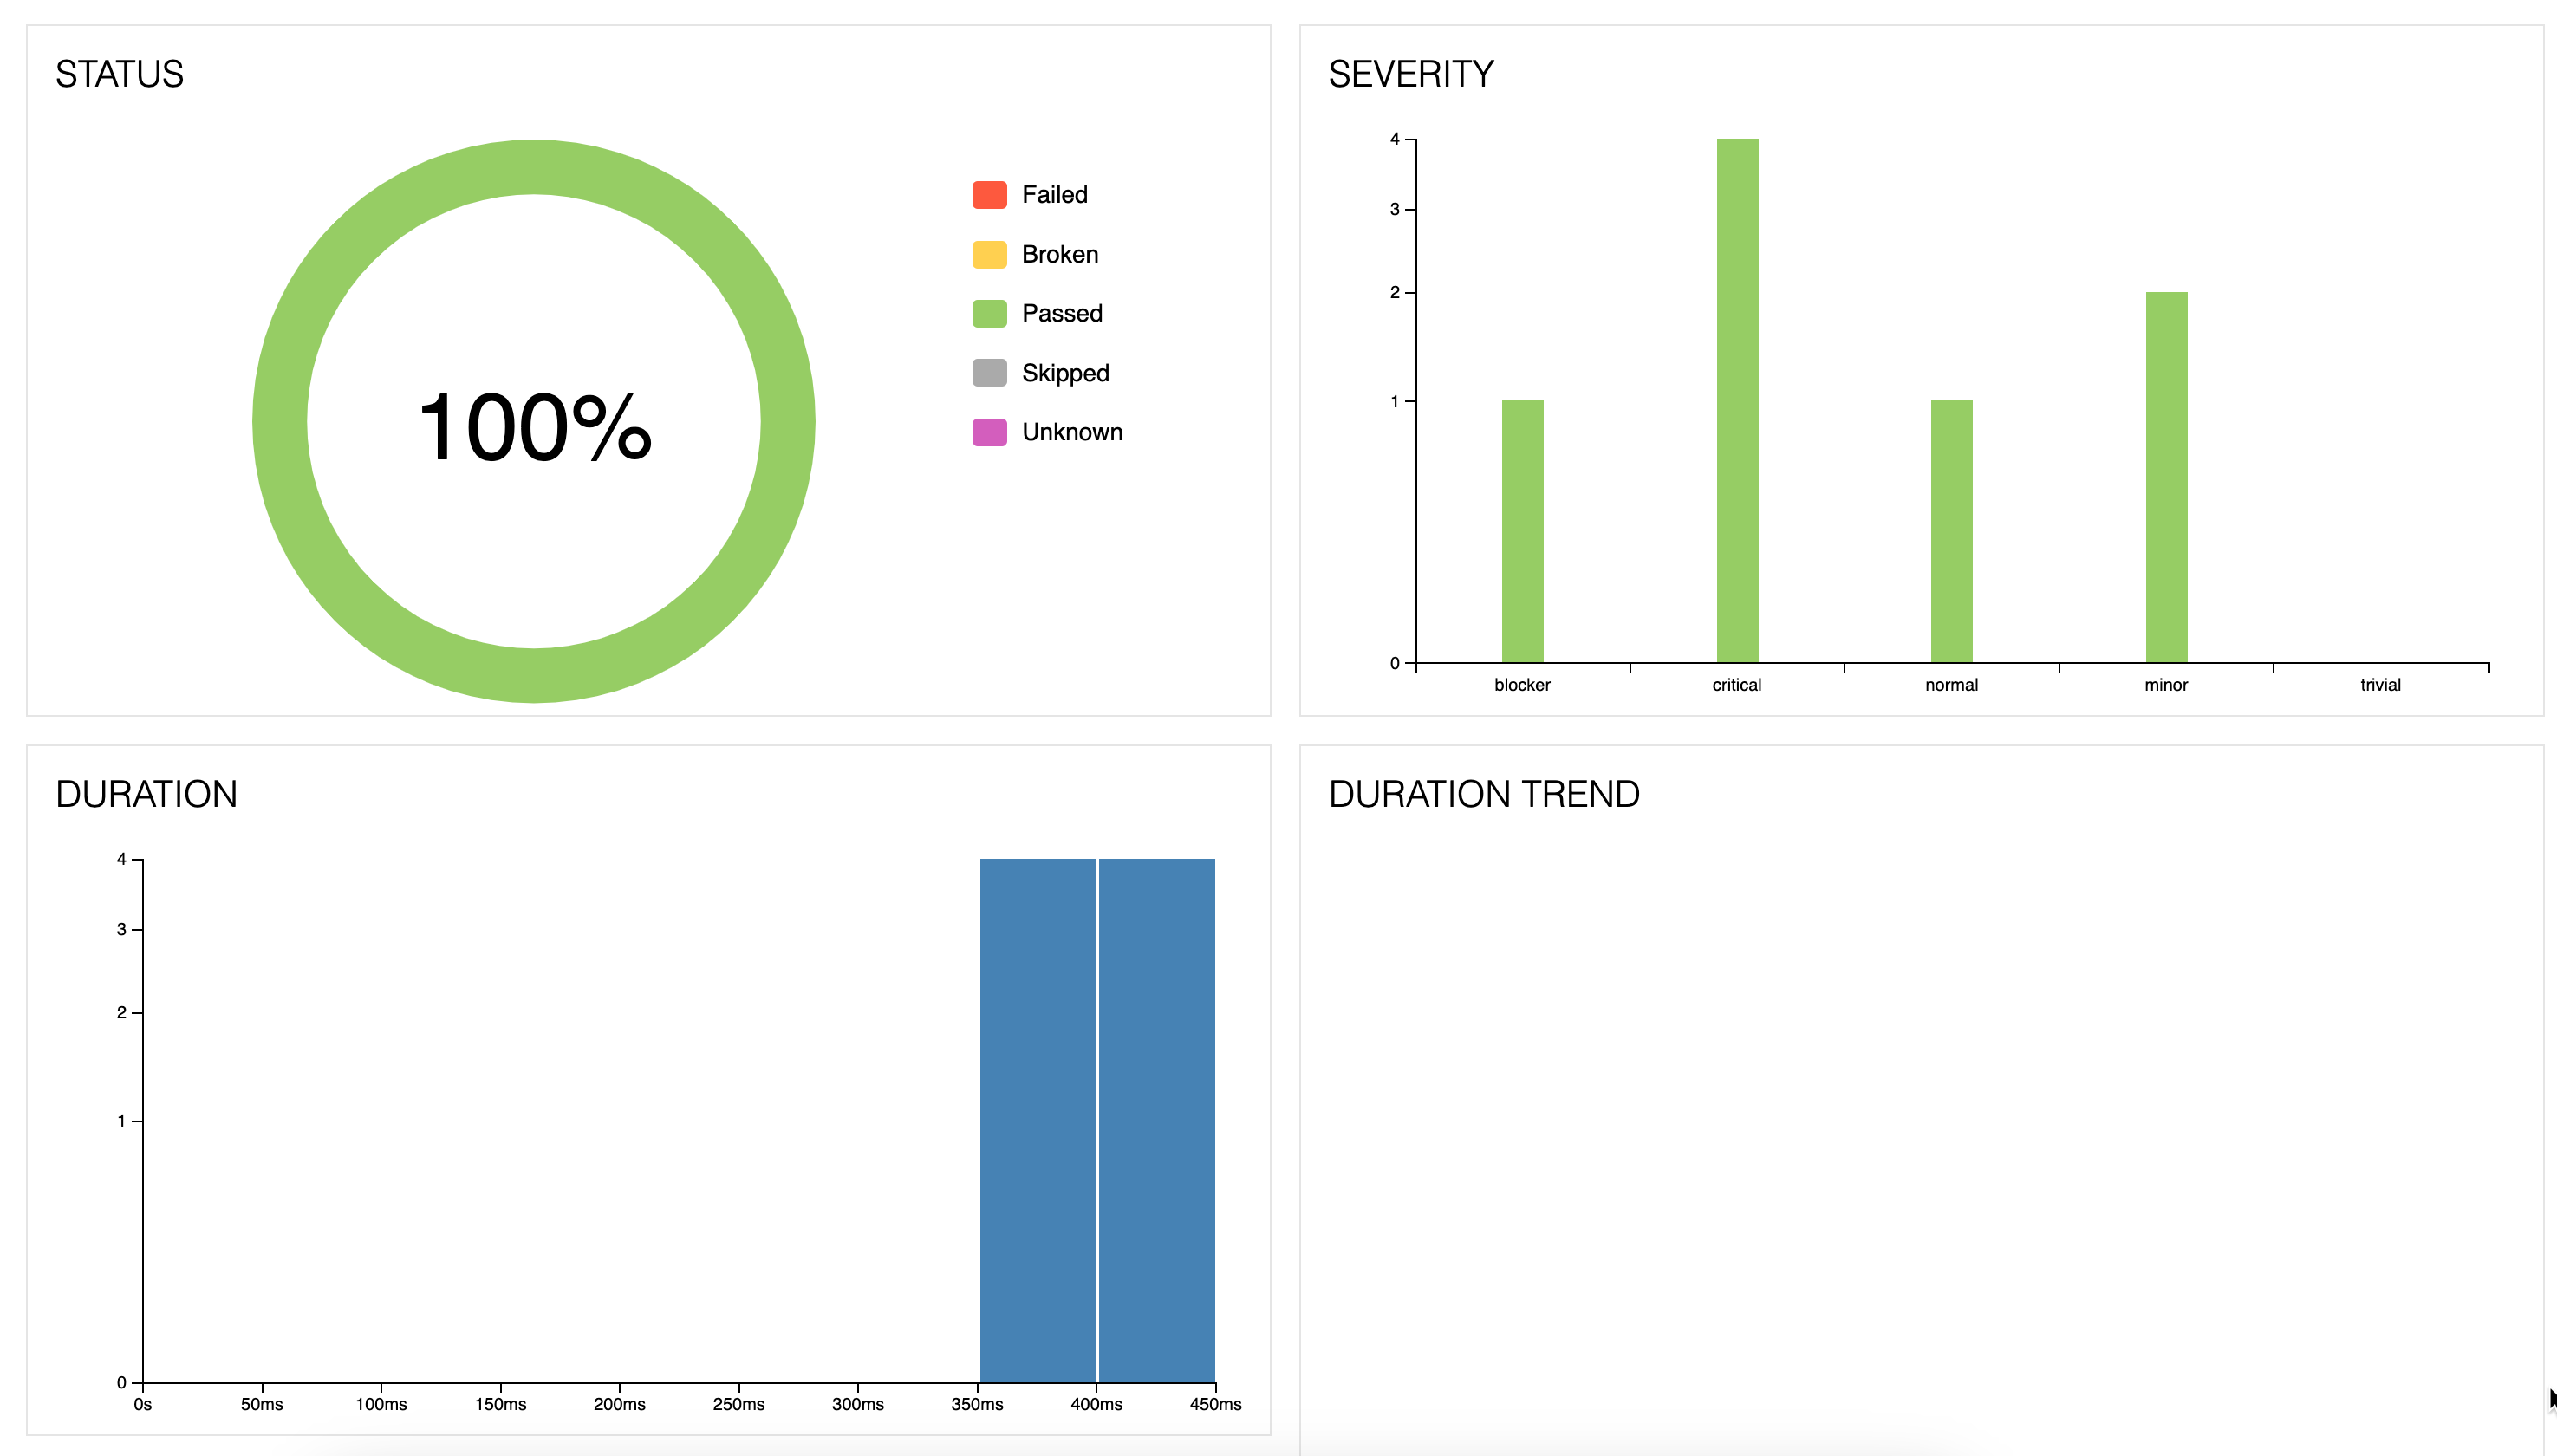 STATUS
100%
Failed
Broken
Passed
Skipped
Unknown
SEVERITY
4
3
2
1
0
blocker critical normal minor trivial
DURATION
4
3
2
1
0
0s 50ms 100ms 150ms 200ms 250ms 300ms 350ms 400ms 450ms
DURATION TREND